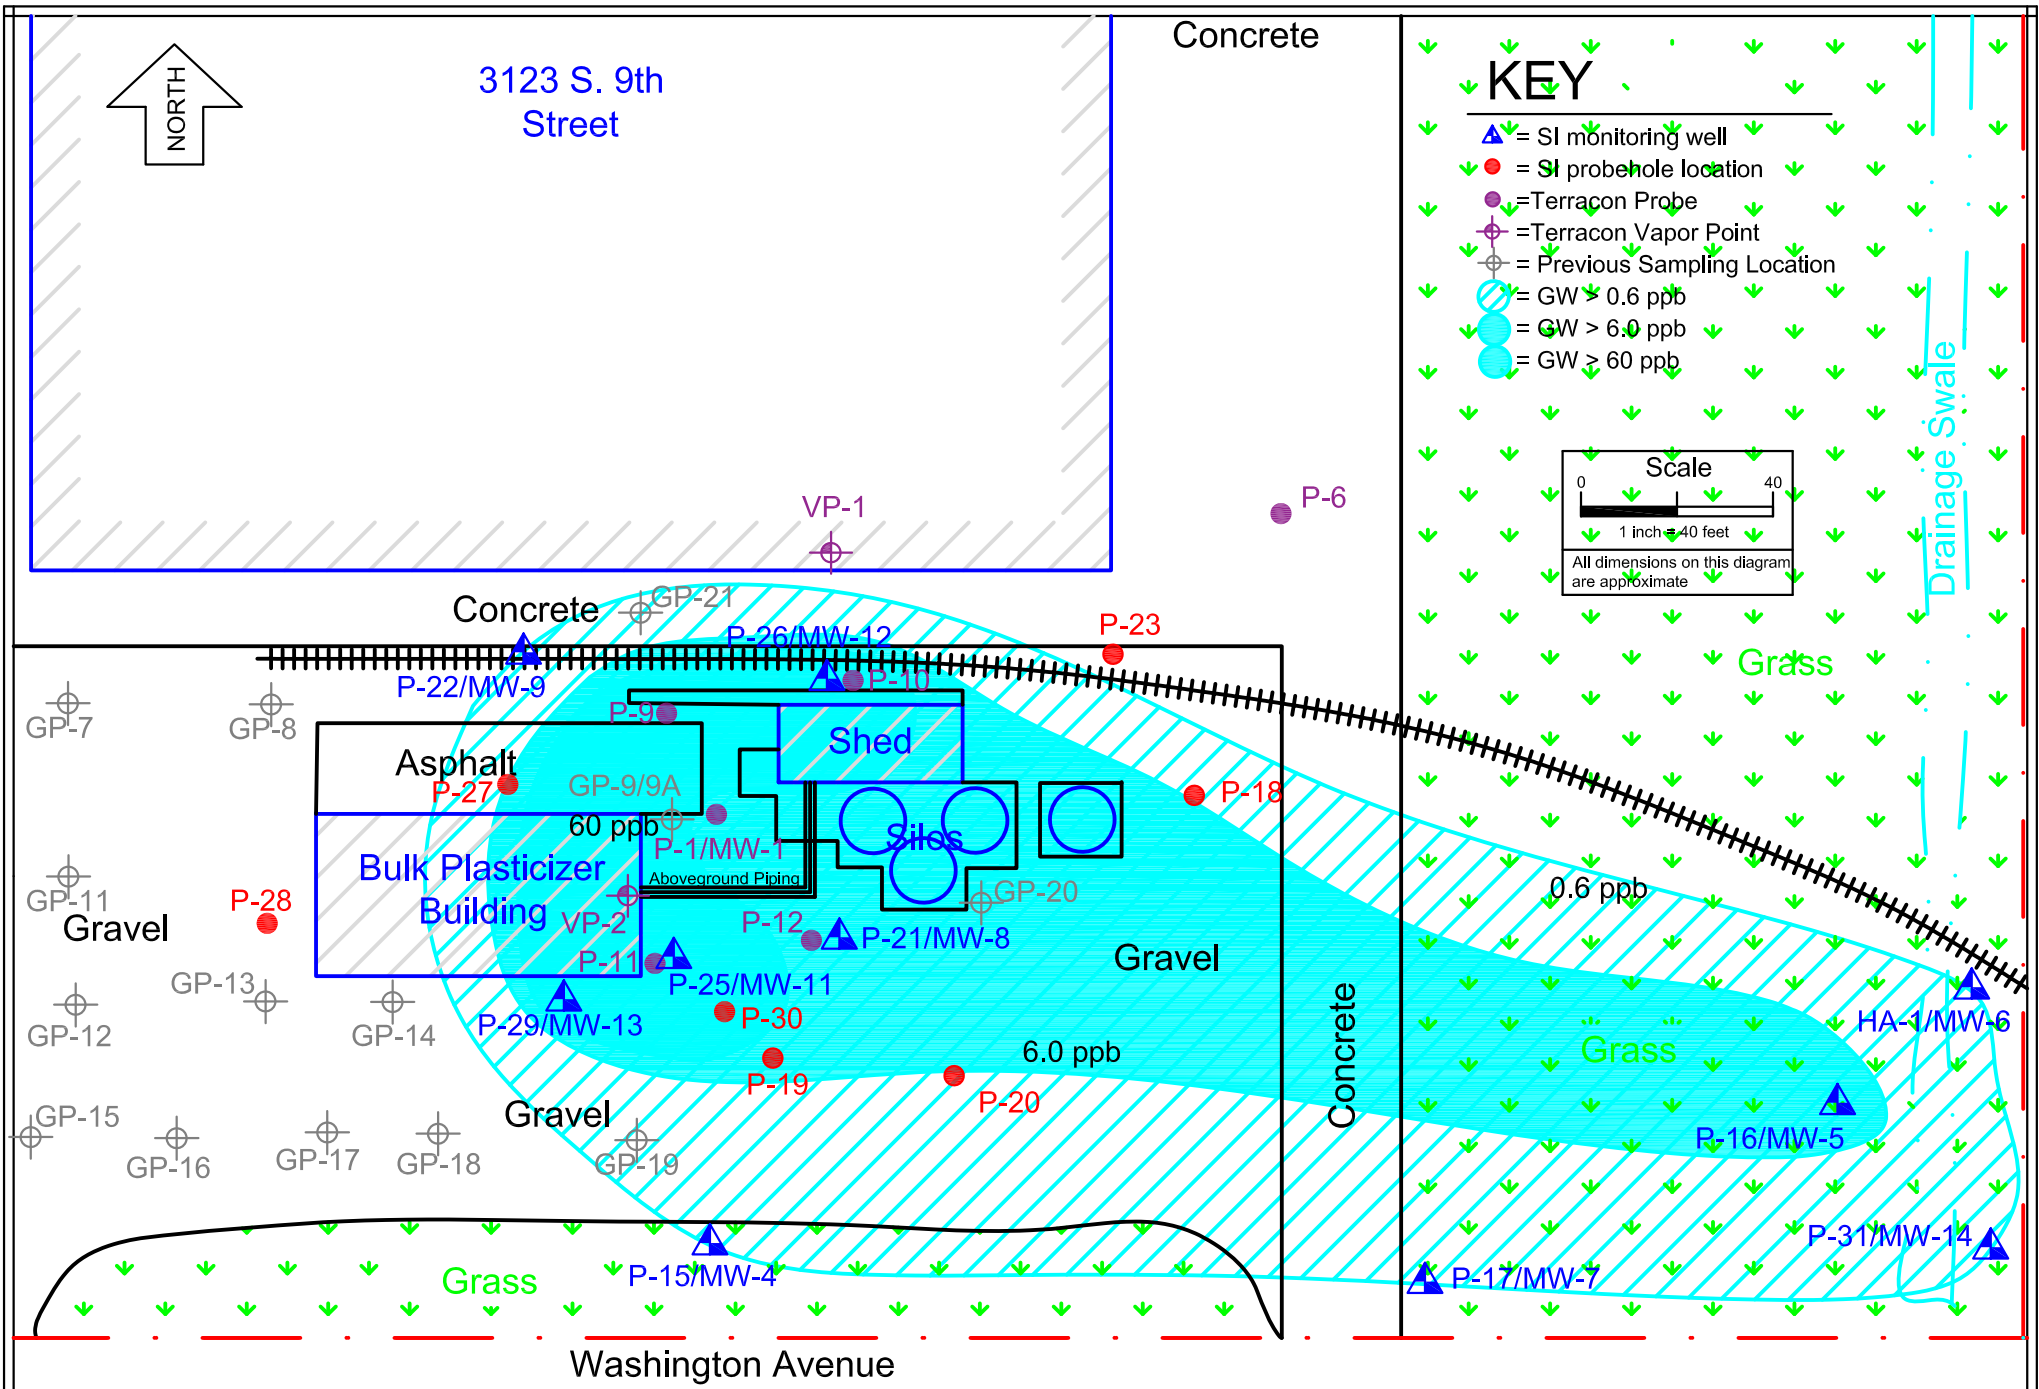 Concrete
NORTH
3123 S. 9th
Street
KEY
= SI monitoring well
= SI probehole location
=Terracon Probe
=Terracon Vapor Point
= Previous Sampling Location
= GW > 0.6 ppb
= GW > 6.0 ppb
= GW > 60 ppb
Drainage Swale
Scale
0 40
1 inch = 40 feet
All dimensions on this diagram
are approximate
VP-1
P-6
Concrete
GP-21
P-26/MW-12
P-23
Grass
P-22/MW-9
P-10
GP-7
GP-8
P-9
Shed
Asphalt
P-27
GP-9/9A
P-18
60 ppb
P-1/MW-1
Silos
Bulk Plasticizer
Building
Aboveground Piping
GP-20
0.6 ppb
GP-11
Gravel
P-28
VP-2
P-12
P-21/MW-8
Gravel
P-11
P-25/MW-11
GP-13
GP-12
GP-14
P-29/MW-13
P-30
HA-1/MW-6
6.0 ppb
Grass
Concrete
P-19
P-20
Gravel
GP-15
GP-16
GP-17
GP-18
GP-19
P-16/MW-5
P-31/MW-14
Grass
P-15/MW-4
P-17/MW-7
Washington Avenue